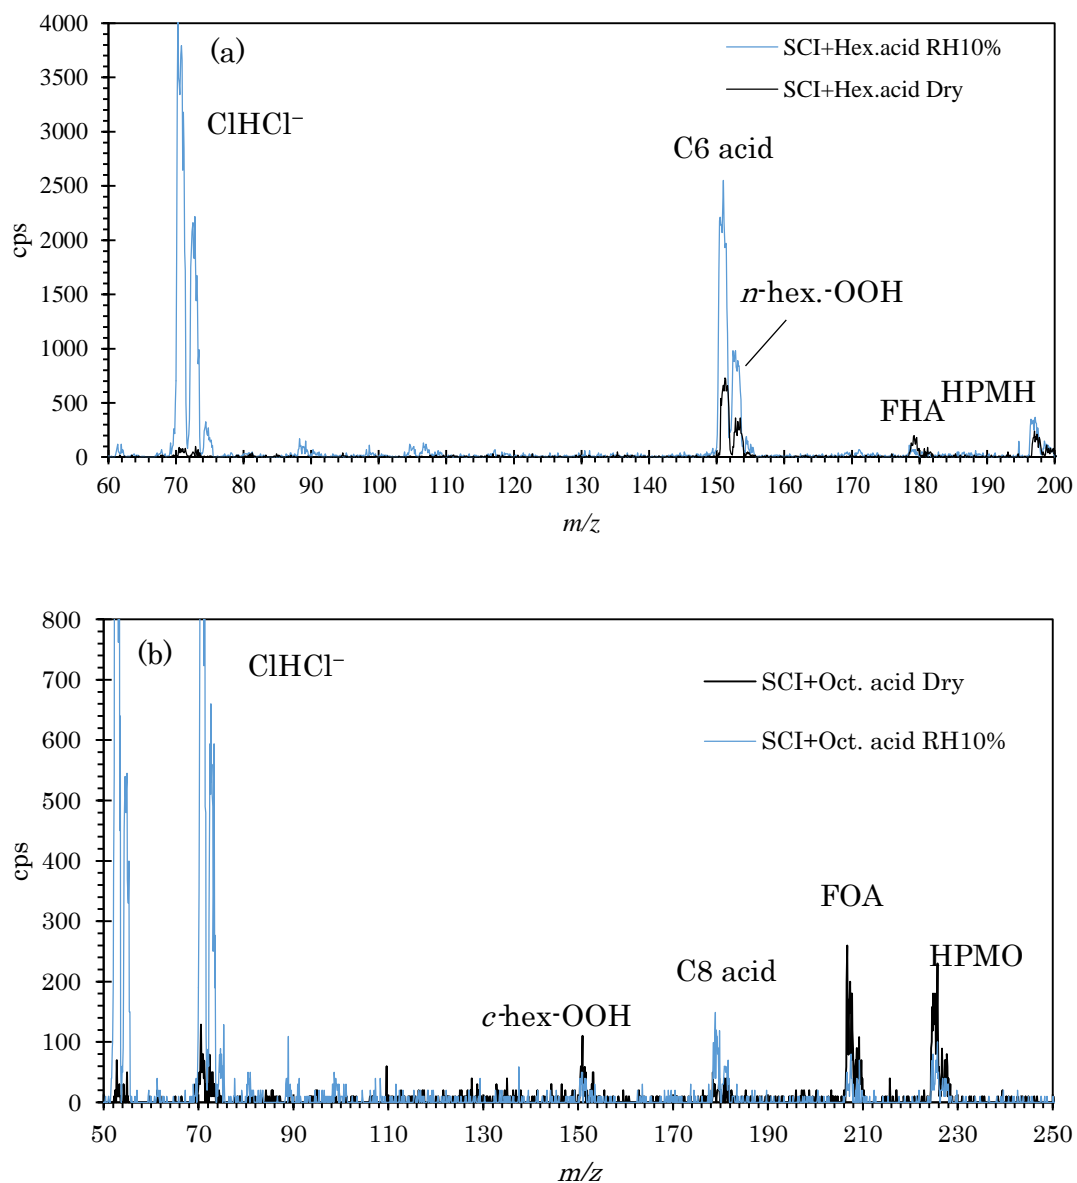 4000
3500
3000
2500
2000
1500
1000
500
0
cps
(a)
SCI+Hex.acid RH10%
SCI+Hex.acid Dry
ClHCl⁻
C6 acid
n-hex.-OOH
FHA
HPMH
60 70 80 90 100 110 120 130 140 150 160 170 180 190 200
m/z
800
700
600
500
400
300
200
100
0
cps
(b)
ClHCl⁻
SCI+Oct. acid Dry
SCI+Oct. acid RH10%
FOA
HPMO
C8 acid
c-hex-OOH
50 70 90 110 130 150 170 190 210 230 250
m/z